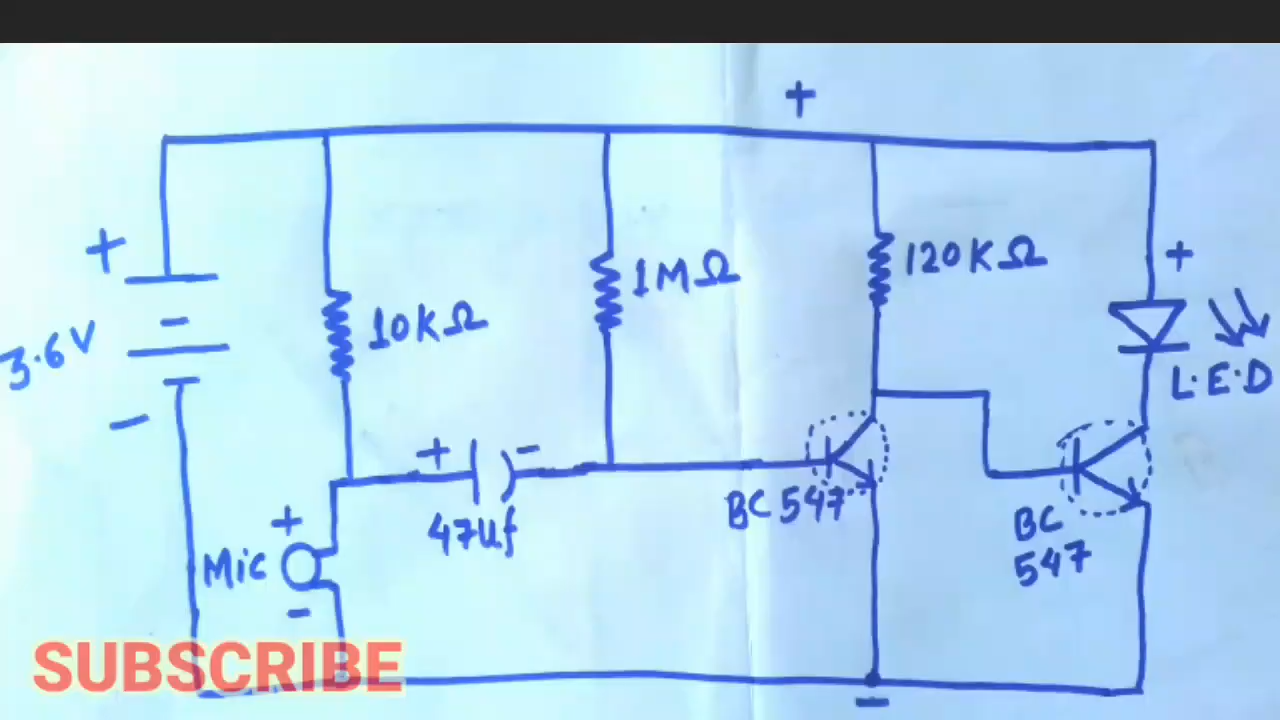 +
+
3.6V
-
-
10KΩ
1MΩ
120KΩ
+
L.E.D
+ -
47Uf
BC 547
BC
547
+
Mic
-
SUBSCRIBE
-